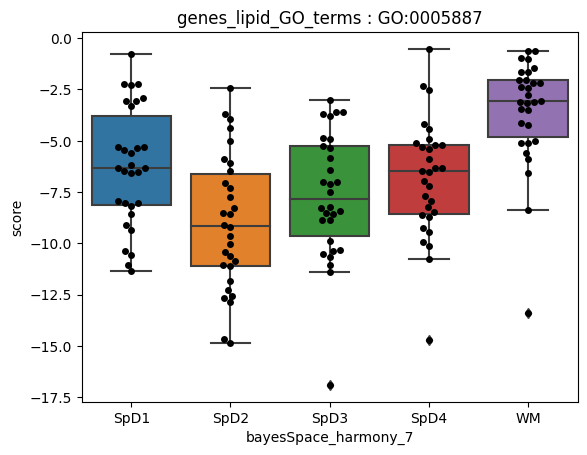 genes_lipid_GO_terms : GO:0005887
score
0.0
−2.5
−5.0
−7.5
−10.0
−12.5
−15.0
−17.5
SpD1 SpD2 SpD3 SpD4 WM
bayesSpace_harmony_7